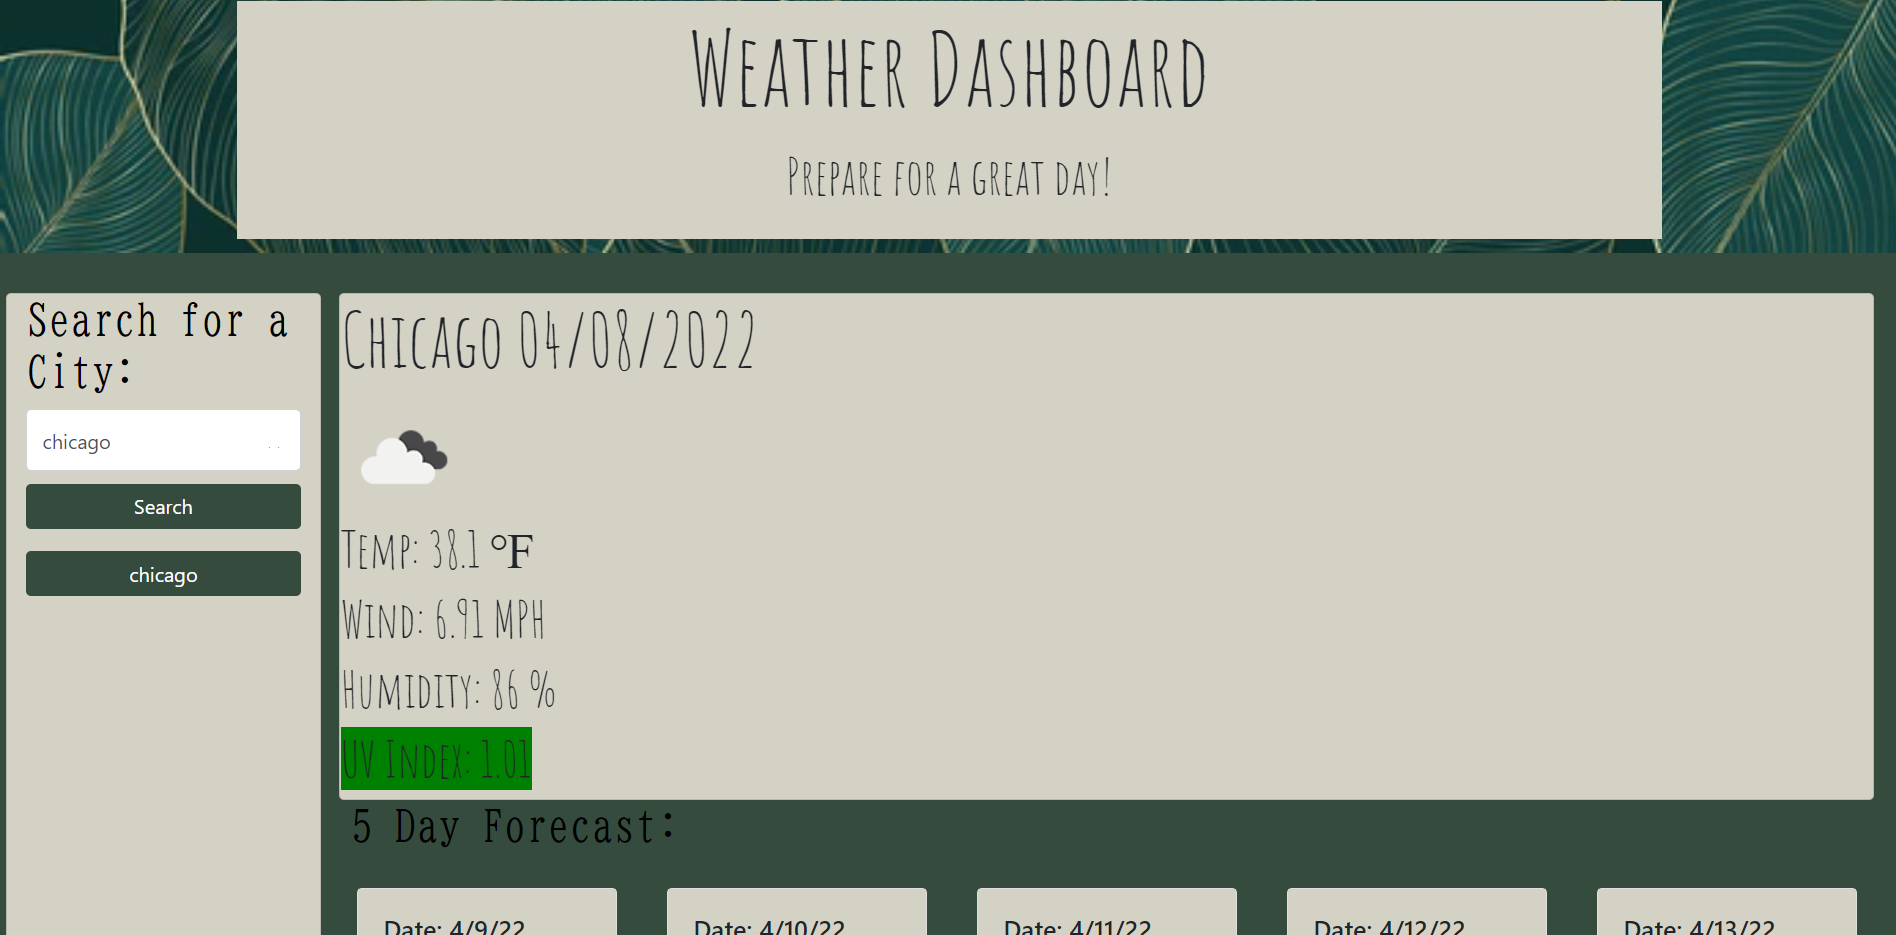 Weather Dashboard
Prepare for a great day!
Search for a
City:
chicago
Search
chicago
Chicago 04/08/2022
Temp: 38.1 °F
Wind: 6.91 MPH
Humidity: 86 %
UV Index: 1.01
5 Day Forecast:
Date: 4/9/22
Date: 4/10/22
Date: 4/11/22
Date: 4/12/22
Date: 4/13/22